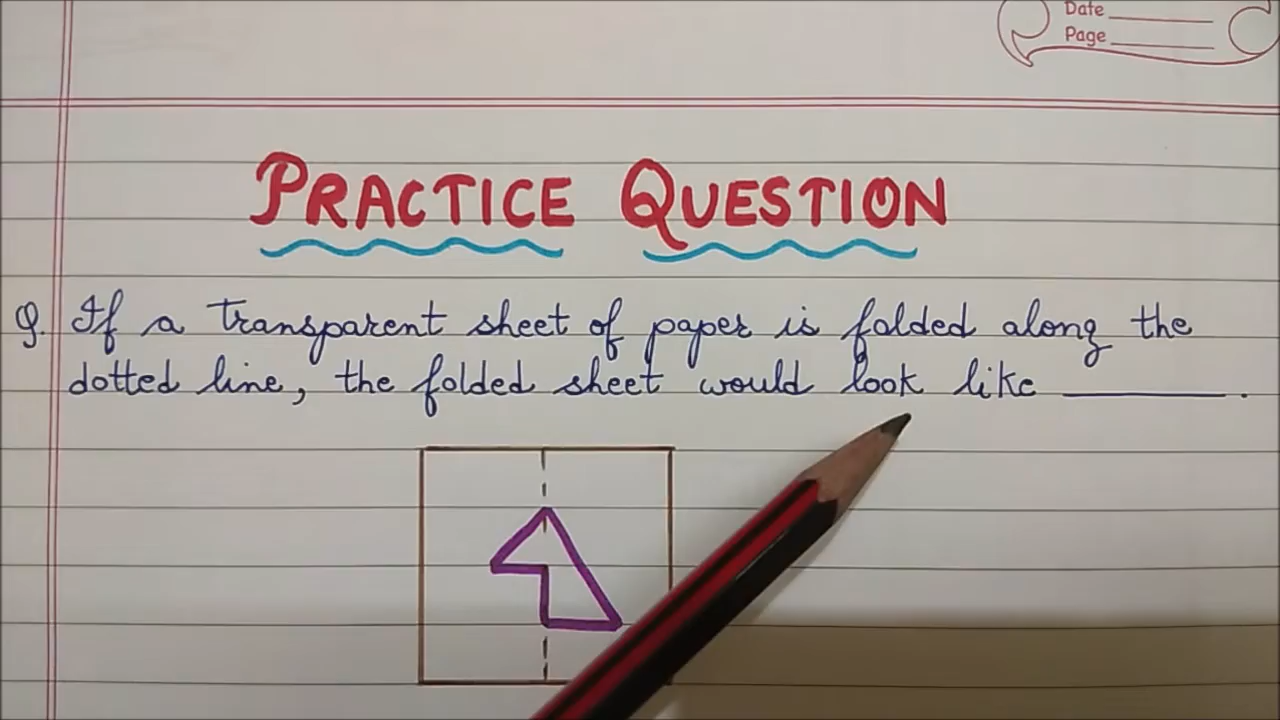 Date
Page
PRACTICE QUESTION
Q. If a transparent sheet of paper is folded along the
dotted line, the folded sheet would look like ______.